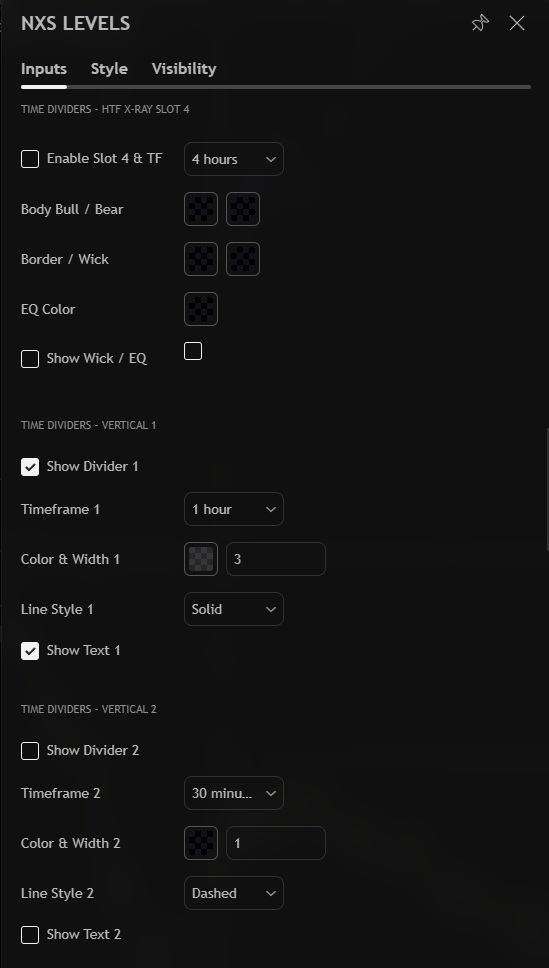 NXS LEVELS
Inputs Style Visibility
TIME DIVIDERS - HTF X-RAY SLOT 4
Enable Slot 4 & TF 4 hours
Body Bull / Bear
Border / Wick
EQ Color
Show Wick / EQ
TIME DIVIDERS - VERTICAL 1
Show Divider 1
Timeframe 1 1 hour
Color & Width 1 3
Line Style 1 Solid
Show Text 1
TIME DIVIDERS - VERTICAL 2
Show Divider 2
Timeframe 2 30 minu...
Color & Width 2 1
Line Style 2 Dashed
Show Text 2